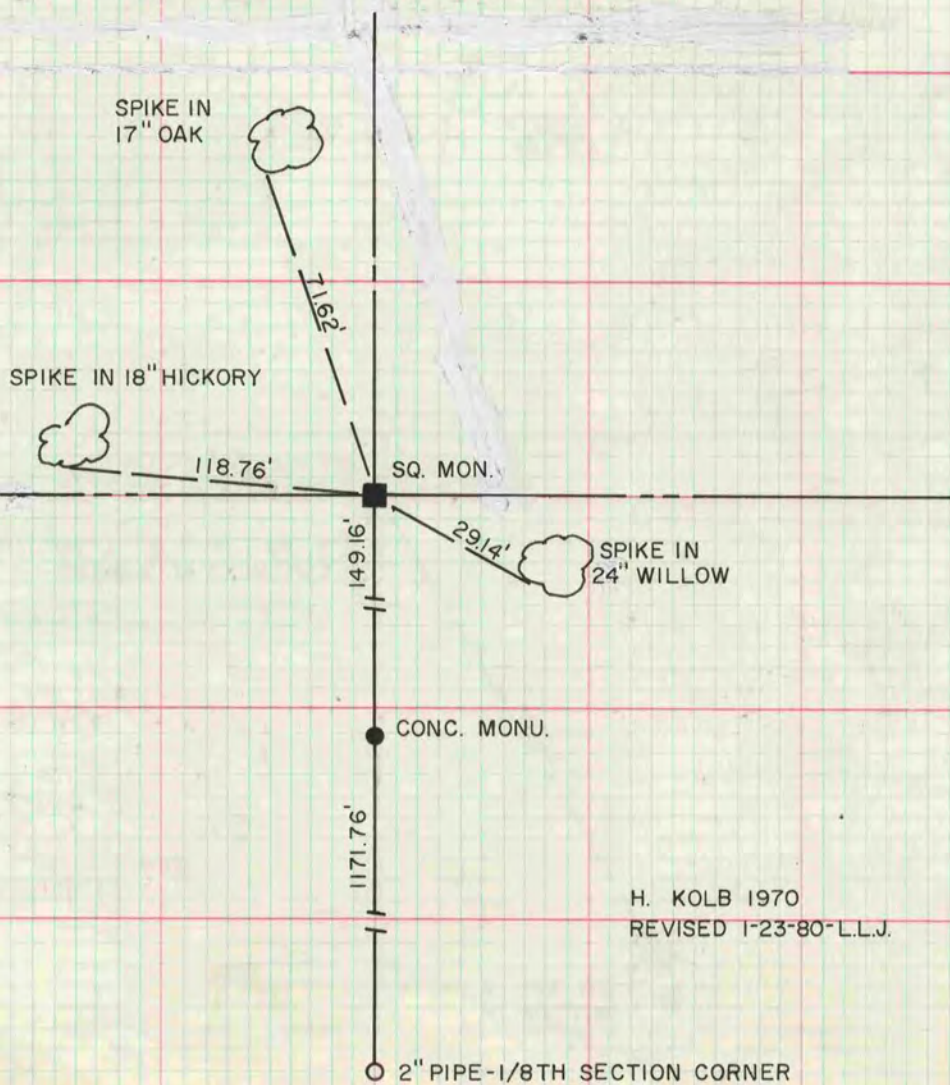 SPIKE IN
17" OAK
71.62'
SPIKE IN 18" HICKORY
118.76'
SQ. MON.
149.16'
29.14'
SPIKE IN
24" WILLOW
CONC. MONU.
1171.76'
H. KOLB 1970
REVISED 1-23-80-L.L.J.
2" PIPE-1/8TH SECTION CORNER